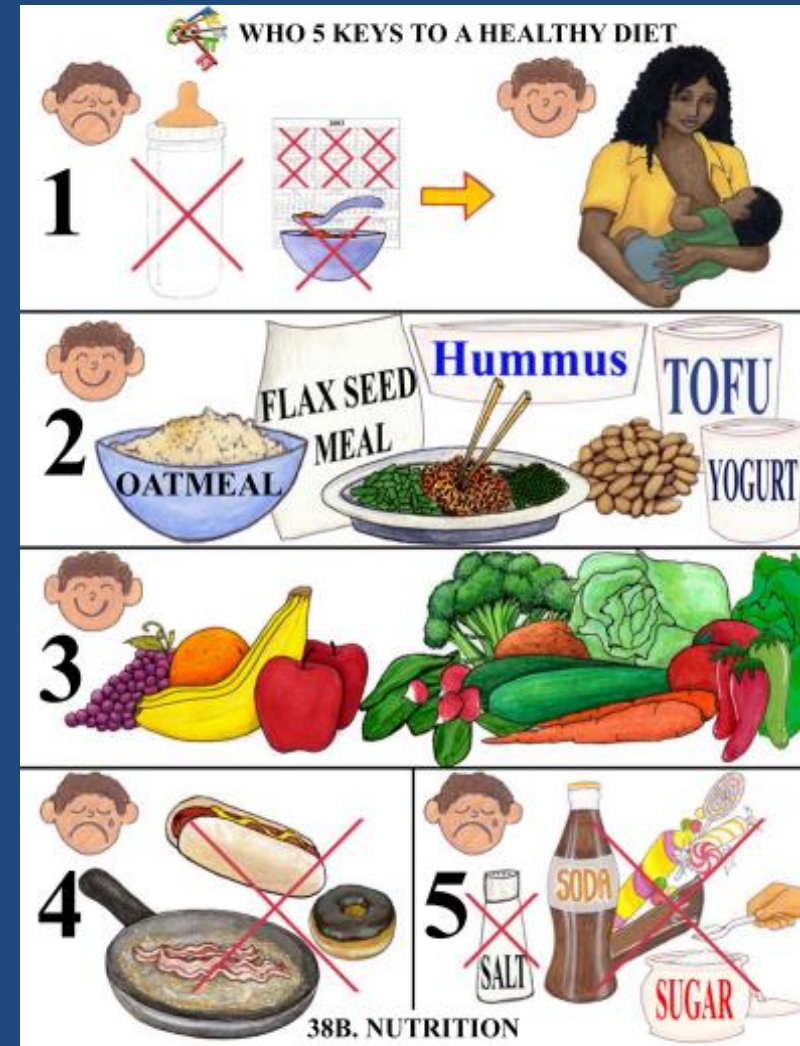 WHO 5 KEYS TO A HEALTHY DIET
1
2
OATMEAL
FLAX SEED
MEAL
Hummus
TOFU
YOGURT
3
4
5
SALT
SODA
SUGAR
38B. NUTRITION